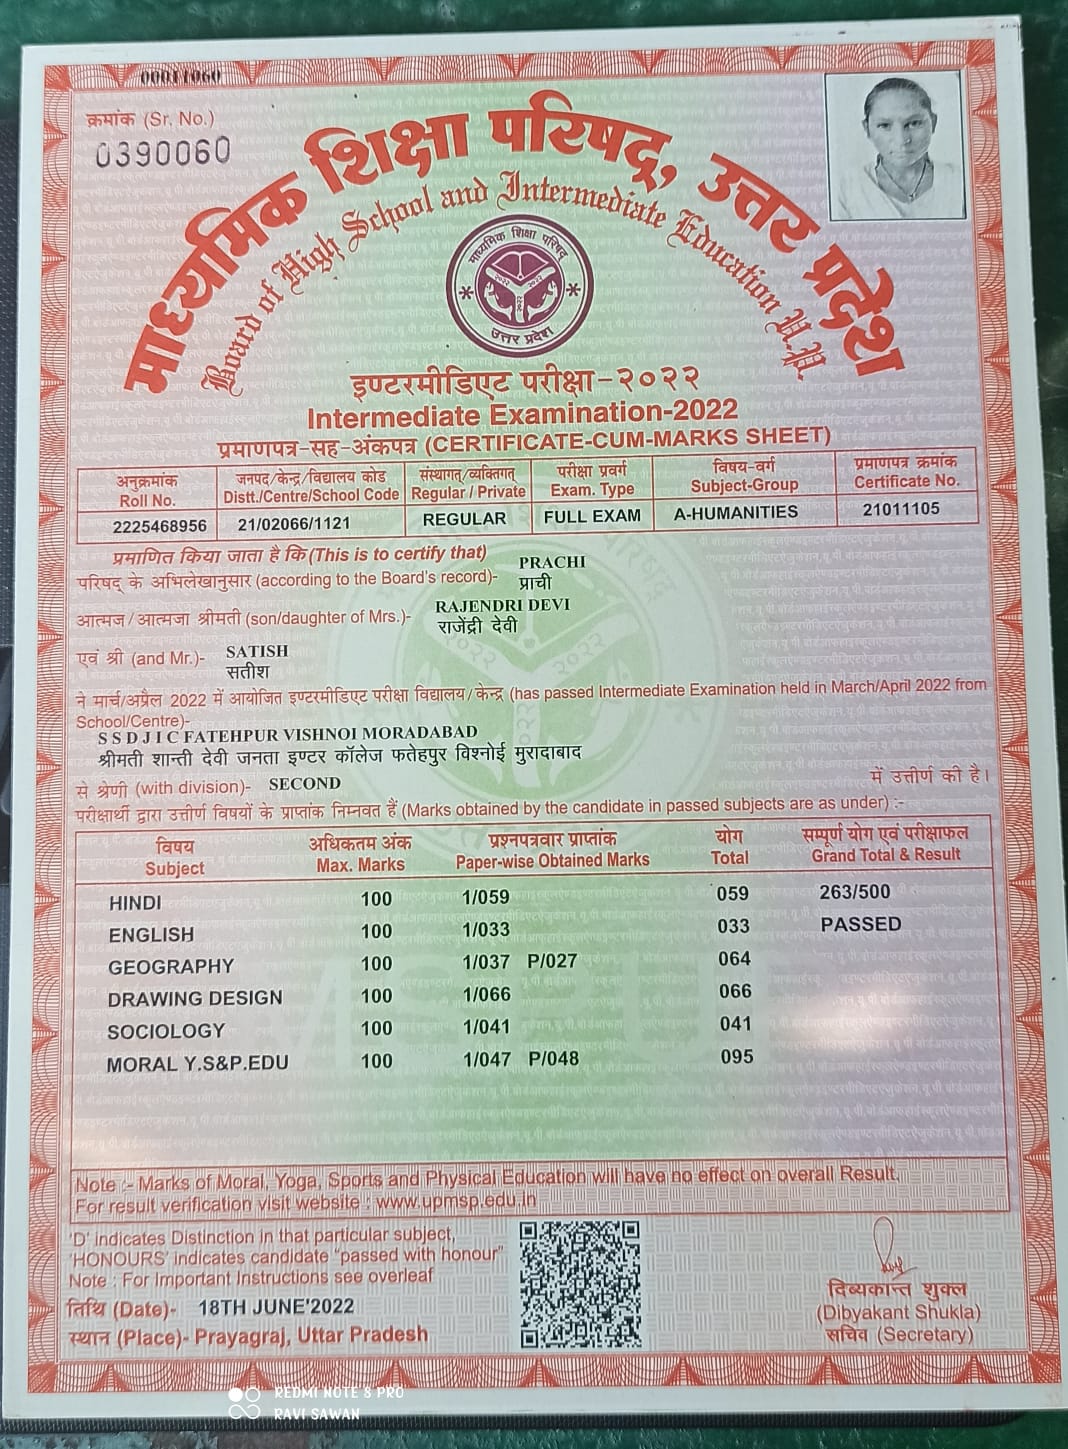 00011060
क्रमांक (Sr. No.)
0390060
माध्यमिक शिक्षा परिषद्, उत्तर प्रदेश
Board of High School and Intermediate Education U.P.
माध्यमिक शिक्षा परिषद
उत्तर प्रदेश
इण्टरमीडिएट परीक्षा-२०२२
Intermediate Examination-2022
प्रमाणपत्र-सह-अंकपत्र (CERTIFICATE-CUM-MARKS SHEET)
अनुक्रमांक जनपद/केन्द्र/विद्यालय कोड संस्थागत/व्यक्तिगत परीक्षा प्रवर्ग विषय-वर्ग प्रमाणपत्र क्रमांक
Roll No. Distt./Centre/School Code Regular / Private Exam. Type Subject-Group Certificate No.
2225468956 21/02066/1121 REGULAR FULL EXAM A-HUMANITIES 21011105
प्रमाणित किया जाता है कि (This is to certify that) PRACHI
परिषद् के अभिलेखानुसार (according to the Board's record)- प्राची
RAJENDRI DEVI
आत्मज/आत्मजा श्रीमती (son/daughter of Mrs.)- राजेंद्री देवी
एवं श्री (and Mr.)- SATISH
सतीश
ने मार्च/अप्रैल 2022 में आयोजित इण्टरमीडिएट परीक्षा विद्यालय/केन्द्र (has passed Intermediate Examination held in March/April 2022 from
School/Centre)-
S S D J I C FATEHPUR VISHNOI MORADABAD
श्रीमती शान्ती देवी जनता इण्टर कॉलेज फतेहपुर विश्नोई मुरादाबाद
से श्रेणी (with division)- SECOND में उत्तीर्ण की है।
परीक्षार्थी द्वारा उत्तीर्ण विषयों के प्राप्तांक निम्नवत हैं (Marks obtained by the candidate in passed subjects are as under) :-
विषय अधिकतम अंक प्रश्नपत्रवार प्राप्तांक योग सम्पूर्ण योग एवं परीक्षाफल
Subject Max. Marks Paper-wise Obtained Marks Total Grand Total & Result
HINDI 100 1/059 059 263/500
ENGLISH 100 1/033 033 PASSED
GEOGRAPHY 100 1/037 P/027 064
DRAWING DESIGN 100 1/066 066
SOCIOLOGY 100 1/041 041
MORAL Y.S&P.EDU 100 1/047 P/048 095
Note :- Marks of Moral, Yoga, Sports and Physical Education will have no effect on overall Result.
For result verification visit website : www.upmsp.edu.in
'D' indicates Distinction in that particular subject,
'HONOURS' indicates candidate "passed with honour"
Note : For Important Instructions see overleaf
तिथि (Date)- 18TH JUNE'2022
स्थान (Place)- Prayagraj, Uttar Pradesh
दिब्यकान्त शुक्ल
(Dibyakant Shukla)
सचिव (Secretary)
REDMI NOTE 8 PRO
RAVI SAWAN